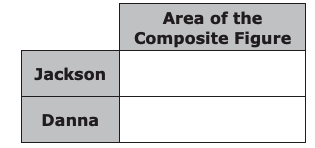 Area of the
Composite Figure
Jackson
Danna